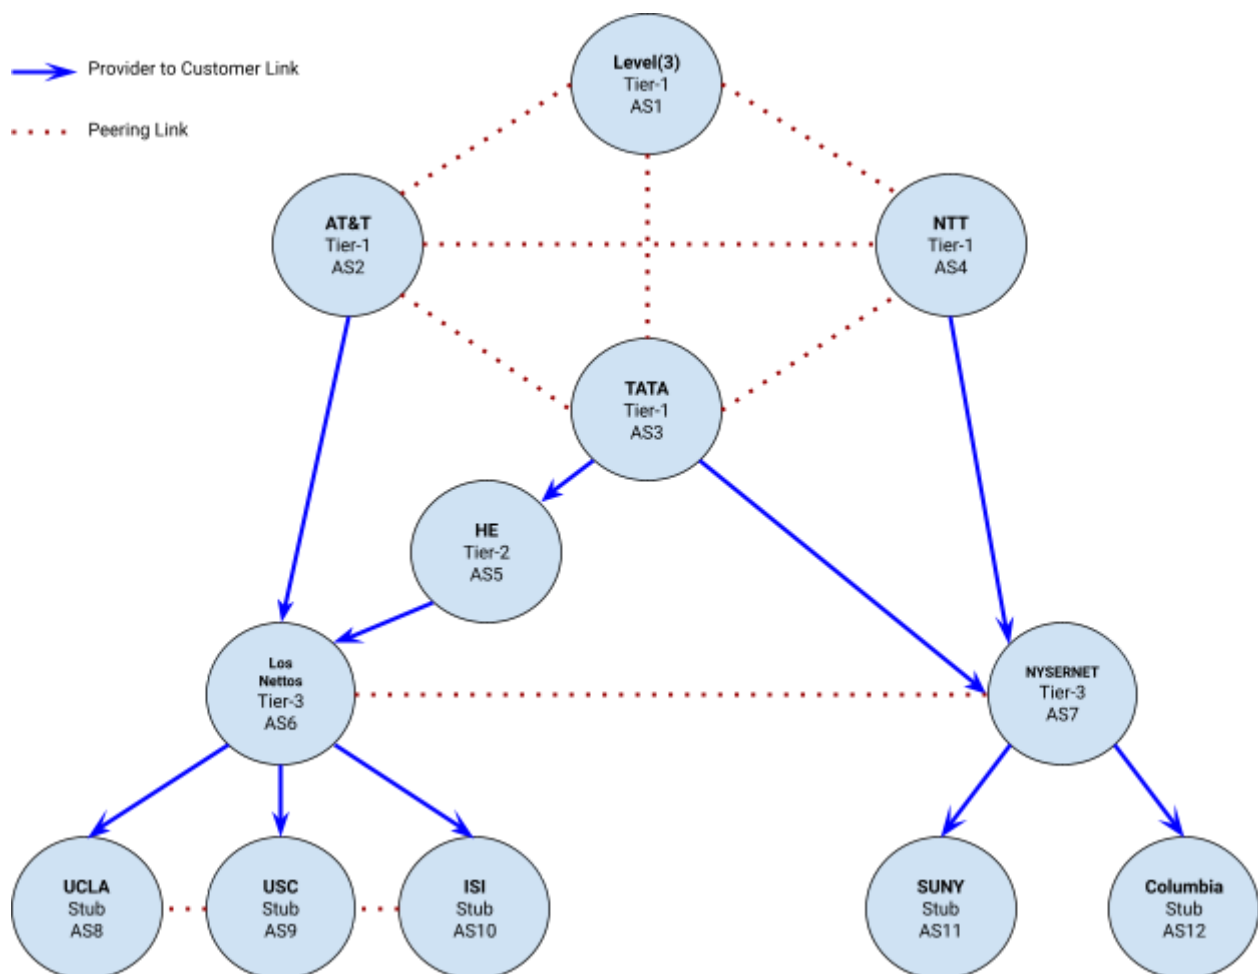 Provider to Customer Link
Peering Link
Level(3)
Tier-1
AS1
AT&T
Tier-1
AS2
NTT
Tier-1
AS4
TATA
Tier-1
AS3
HE
Tier-2
AS5
Los
Nettos
Tier-3
AS6
NYSERNET
Tier-3
AS7
UCLA
Stub
AS8
USC
Stub
AS9
ISI
Stub
AS10
SUNY
Stub
AS11
Columbia
Stub
AS12